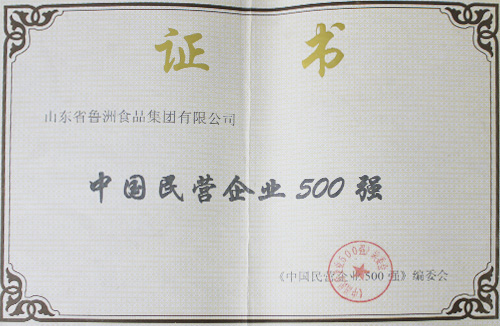 证 书
山东省鲁洲食品集团有限公司
中国民营企业500强
《中国民营企业500强》编委会